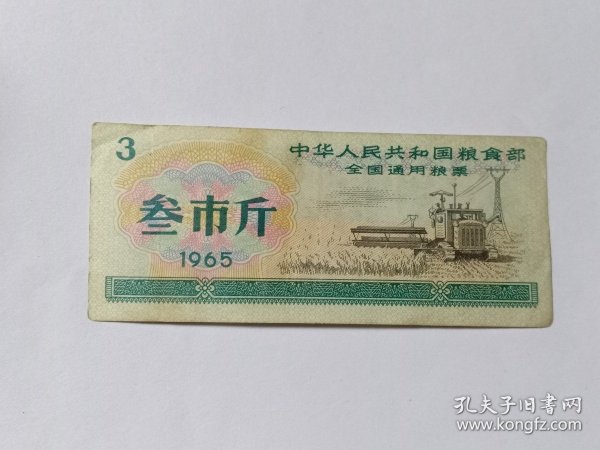 3
中华人民共和国粮食部
全国通用粮票
叁市斤
1965
孔夫子旧书网
www.kongfz.com